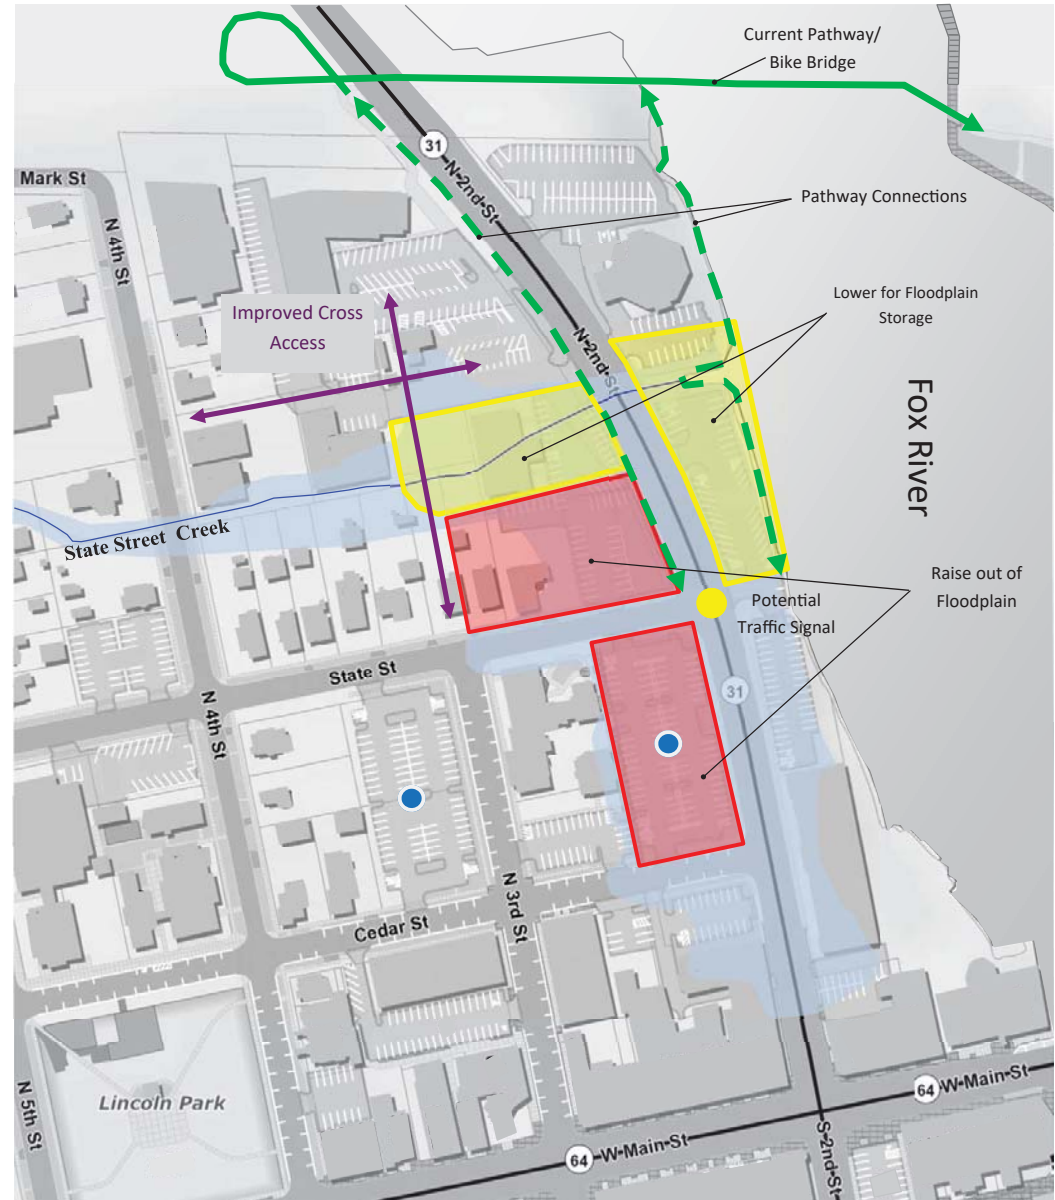 Current Pathway/
Bike Bridge
31
N 2nd St
Mark St
N 4th St
Pathway Connections
Improved Cross
Access
Lower for Floodplain
Storage
N 2nd St
Fox River
State Street Creek
Raise out of
Floodplain
Potential
Traffic Signal
State St
31
N 4th St
N 3rd St
Cedar St
Lincoln Park
N 5th St
64
W Main St
64
W Main St
S 2nd St